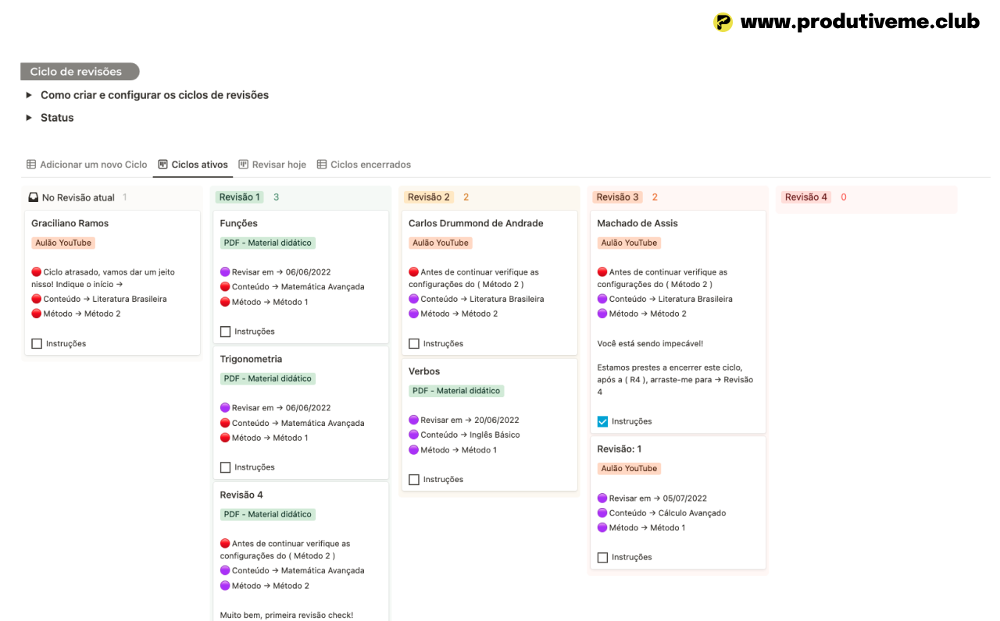 www.produtiveme.club
Ciclo de revisões
Como criar e configurar os ciclos de revisões
Status
Adicionar um novo Ciclo
Ciclos ativos
Revisar hoje
Ciclos encerrados
No Revisão atual 1
Graciliano Ramos
Aulão YouTube
Ciclo atrasado, vamos dar um jeito
nisso! Indique o início →
Conteúdo → Literatura Brasileira
Método → Método 2
Instruções
Revisão 1 3
Funções
PDF - Material didático
Revisar em → 06/06/2022
Conteúdo → Matemática Avançada
Método → Método 1
Instruções
Trigonometria
PDF - Material didático
Revisar em → 06/06/2022
Conteúdo → Matemática Avançada
Método → Método 1
Instruções
Revisão 4
PDF - Material didático
Antes de continuar verifique as
configurações do ( Método 2 )
Conteúdo → Matemática Avançada
Método → Método 2
Muito bem, primeira revisão check!
Revisão 2 2
Carlos Drummond de Andrade
Aulão YouTube
Antes de continuar verifique as
configurações do ( Método 2 )
Conteúdo → Literatura Brasileira
Método → Método 2
Instruções
Verbos
PDF - Material didático
Revisar em → 20/06/2022
Conteúdo → Inglês Básico
Método → Método 1
Instruções
Revisão 3 2
Machado de Assis
Aulão YouTube
Antes de continuar verifique as
configurações do ( Método 2 )
Conteúdo → Literatura Brasileira
Método → Método 2
Você está sendo impecável!
Estamos prestes a encerrer este ciclo,
após a ( R4 ), arraste-me para → Revisão
4
Instruções
Revisão: 1
Aulão YouTube
Revisar em → 05/07/2022
Conteúdo → Cálculo Avançado
Método → Método 1
Instruções
Revisão 4 0